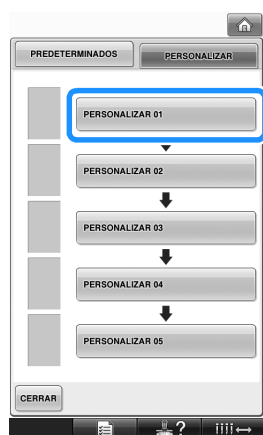 PREDETERMINADOS PERSONALIZAR
PERSONALIZAR 01
PERSONALIZAR 02
PERSONALIZAR 03
PERSONALIZAR 04
PERSONALIZAR 05
CERRAR
?